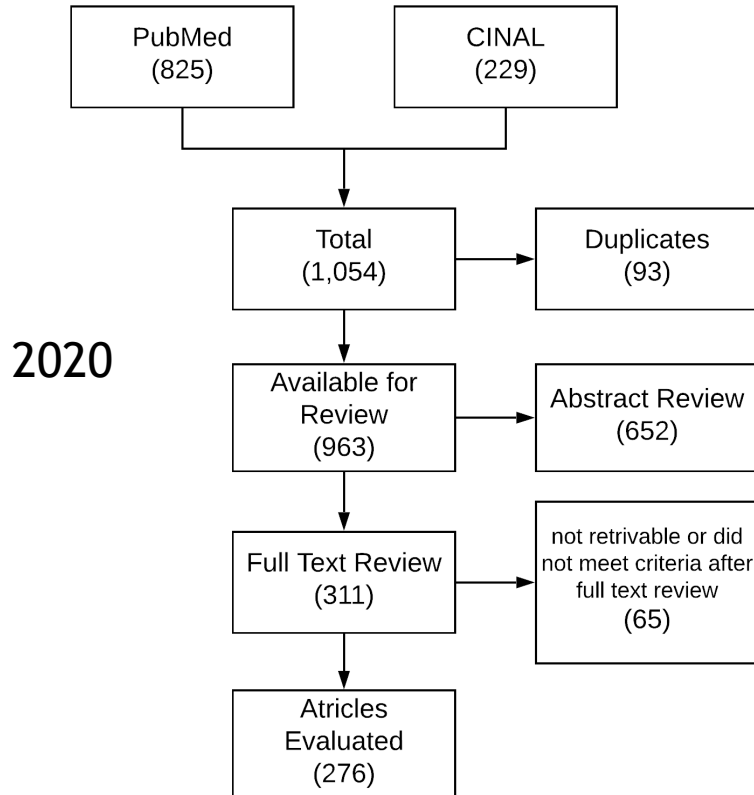 PubMed
(825)
CINAL
(229)
Total
(1,054)
Duplicates
(93)
2020
Available for
Review
(963)
Abstract Review
(652)
Full Text Review
(311)
not retrivable or did
not meet criteria after
full text review
(65)
Atricles
Evaluated
(276)